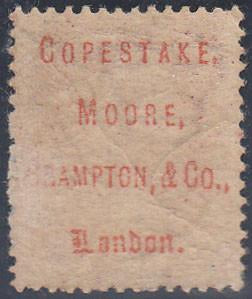 COPESTAKE,
MOORE,
CRAMPTON, & CO.,
London.